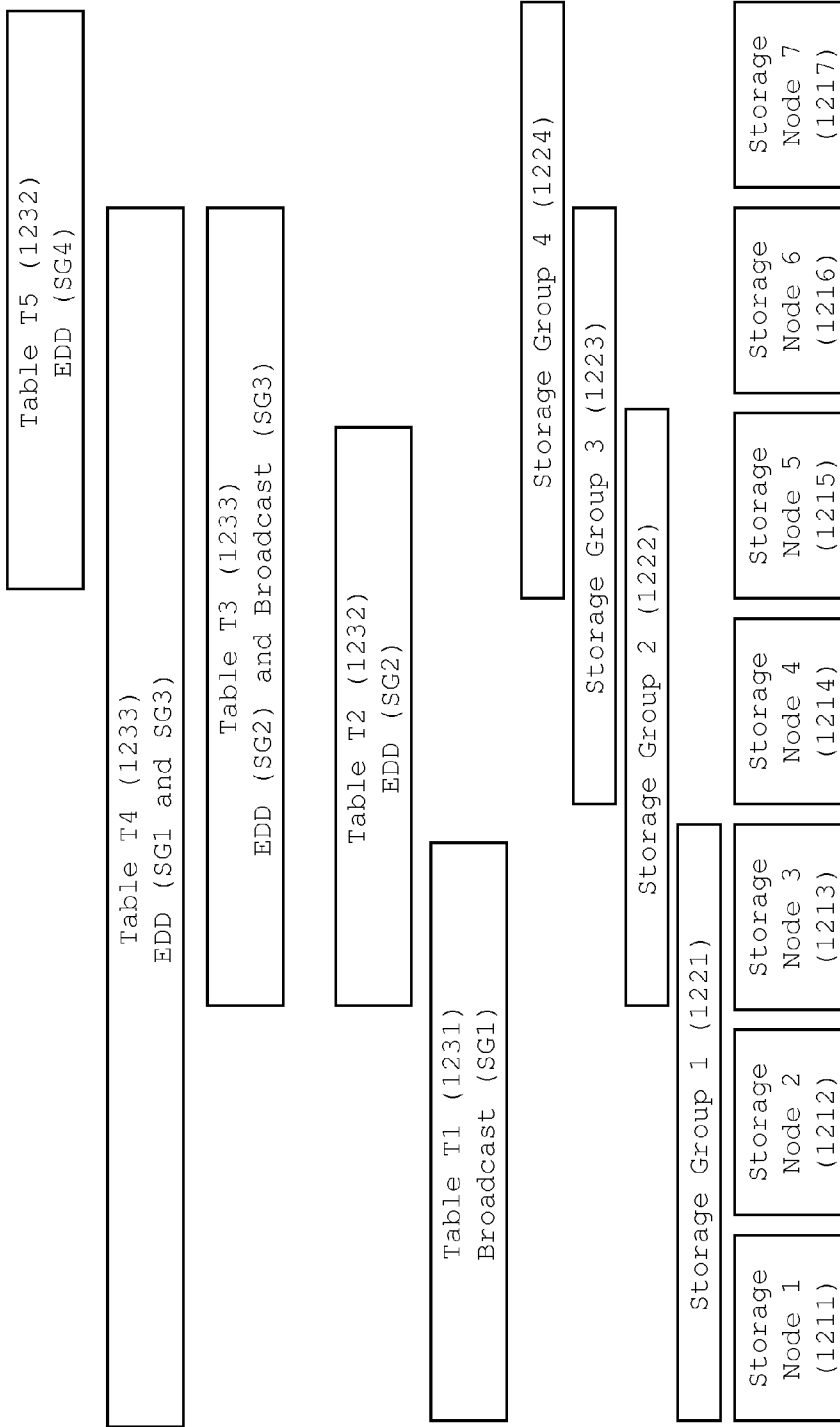 Table T5 (1232)
EDD (SG4)
Table T4 (1233)
EDD (SG1 and SG3)
Table T3 (1233)
EDD (SG2) and Broadcast (SG3)
Table T2 (1232)
EDD (SG2)
Table T1 (1231)
Broadcast (SG1)
Storage Group 4 (1224)
Storage Group 3 (1223)
Storage Group 2 (1222)
Storage Group 1 (1221)
Storage
Node 1
(1211)
Storage
Node 2
(1212)
Storage
Node 3
(1213)
Storage
Node 4
(1214)
Storage
Node 5
(1215)
Storage
Node 6
(1216)
Storage
Node 7
(1217)